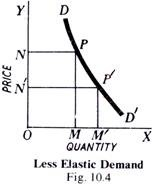 Y
D
N
P
PRICE
N'
P'
D'
O
M
M'
X
QUANTITY
Less Elastic Demand
Fig. 10.4